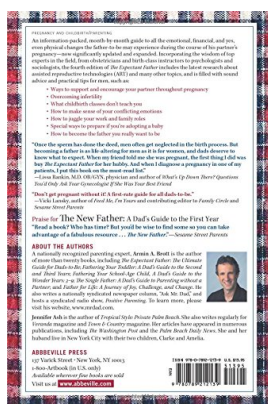 PREGNANCY AND CHILDBIRTH/PARENTING
An information-packed, month-by-month guide to all the emotional, financial, and yes,
even physical changes the father-to-be may experience during the course of his partner's
pregnancy—now significantly updated and expanded. Incorporating the wisdom of top
experts in the field, from obstetricians and birth-class instructors to psychologists and
sociologists, the fourth edition of The Expectant Father includes the latest research about
assisted reproductive technologies (ART) and many other topics, and is filled with sound
advice and practical tips for men, such as:
• Ways to support and encourage your partner throughout pregnancy
• Overcoming infertility
• What childbirth classes don't teach you
• How to make sense of your conflicting emotions
• How to juggle your work and family roles
• Special ways to prepare if you're adopting a baby
• How to become the father you really want to be
"Once the sperm has done the deed, men often get neglected in the birth process. But
becoming a father is as life-altering for men as it is for women, and dads deserve to
know what to expect. When my friend told me she was pregnant, the first thing I did was
buy The Expectant Father for her hubby. And when I diagnose a pregnancy in one of my
patients, I put this book on the must-read list."
—Lissa Rankin, M.D. OB/GYN, physician and author of What's Up Down There? Questions
You'd Only Ask Your Gynecologist If She Was Your Best Friend
"Don't get pregnant without it! A first-rate guide for all dads-to-be."
—Vicki Lansky, author of Feed Me, I'm Yours and contributing editor to Family Circle and
Sesame Street Parents
Praise for The New Father: A Dad's Guide to the First Year
"Read a book? Who has time? But you'd be wise to find some so you can take
advantage of a fabulous resource . . . The New Father."—Sesame Street Parents
ABOUT THE AUTHORS
A nationally recognized parenting expert, Armin A. Brott is the author
of more than twenty books, including The Expectant Father: The Ultimate
Guide for Dads-to-Be; Fathering Your Toddler: A Dad's Guide to the Second
and Third Years; Fathering Your School-Age Child, A Dad's Guide to the
Wonder Years: 3–9; The Single Father: A Dad's Guide to Parenting without a
Partner; and Father for Life: A Journey of Joy, Challenge, and Change. He
also writes a nationally syndicated newspaper column, "Ask Mr. Dad," and
hosts a syndicated radio show, Positive Parenting. To learn more, please
visit his website, www.mrdad.com.
Jennifer Ash is the author of Tropical Style: Private Palm Beach. She also writes regularly for
Veranda magazine and Town & Country magazine. Her articles have appeared in numerous
publications, including The Washington Post and the Palm Beach Daily News. She and her
husband live in New York City with their two children, Clarke and Amelia.
ABBEVILLE PRESS
137 Varick Street • New York, NY 10013
1-800-Artbook (in U.S. only)
Available wherever fine books are sold
Visit us at www.abbeville.com